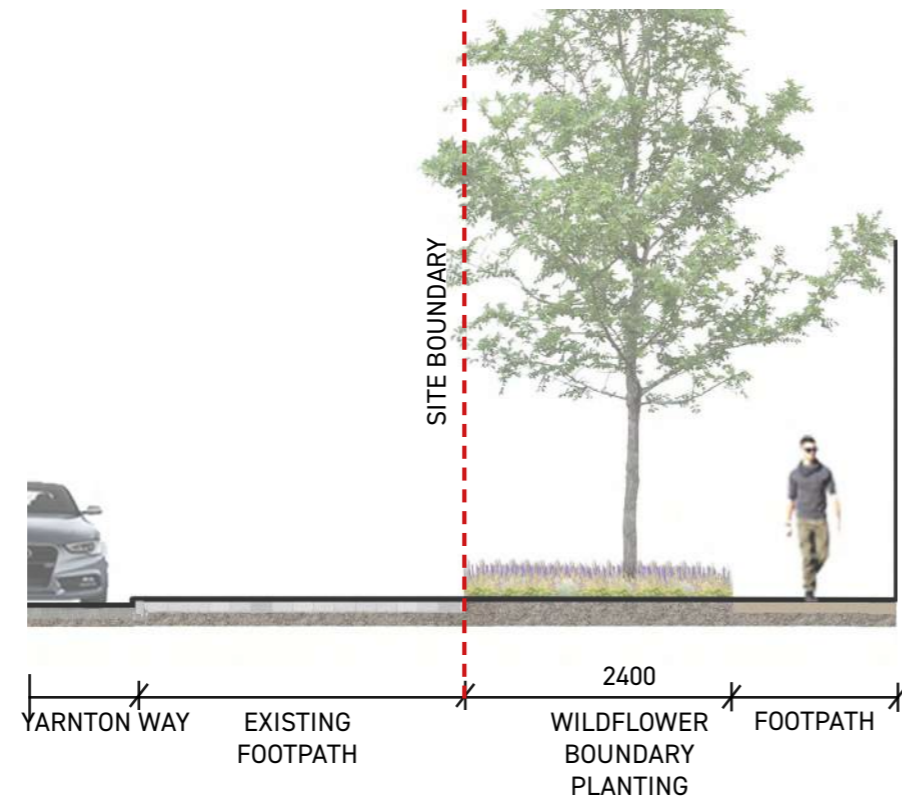 SITE BOUNDARY
2400
YARNTON WAY
EXISTING
FOOTPATH
WILDFLOWER
BOUNDARY
PLANTING
FOOTPATH